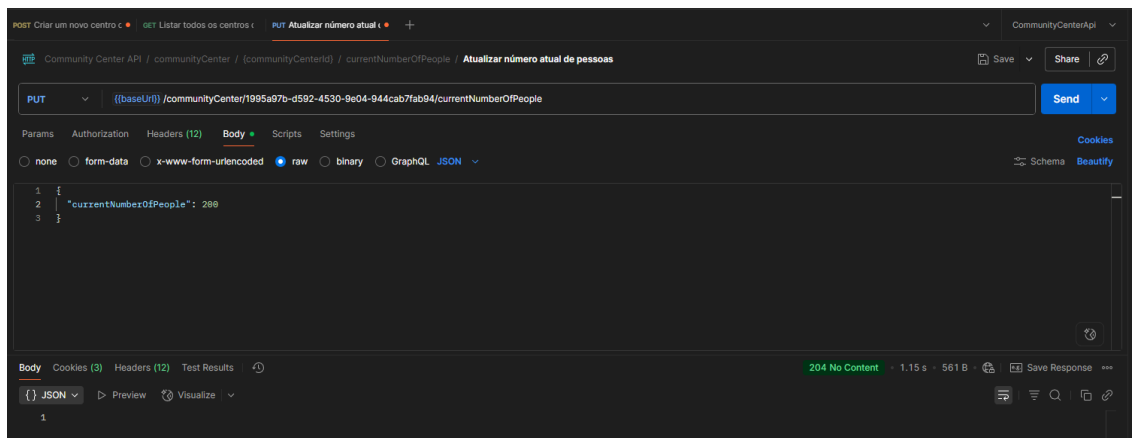 POST Criar um novo centro c GET Listar todos os centros c PUT Atualizar número atual c + CommunityCenterApi
HTTP Community Center API / communityCenter / {communityCenterId} / currentNumberOfPeople / Atualizar número atual de pessoas Save Share
PUT {{baseUrl}} /communityCenter/1995a97b-d592-4530-9e04-944cab7fab94/currentNumberOfPeople Send
Params Authorization Headers (12) Body Scripts Settings Cookies
none form-data x-www-form-urlencoded raw binary GraphQL JSON Schema Beautify
1 {
2 "currentNumberOfPeople": 200
3 }
Body Cookies (3) Headers (12) Test Results 204 No Content 1.15 s 561 B Save Response
{} JSON Preview Visualize
1